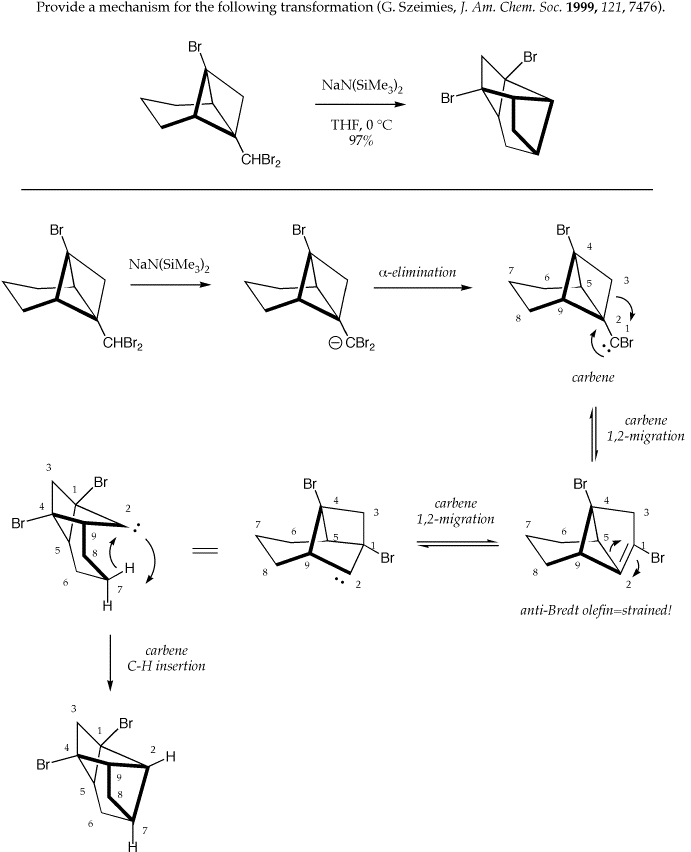 Provide a mechanism for the following transformation (G. Szeimies, J. Am. Chem. Soc. 1999, 121, 7476).
Br
CHBr2
NaN(SiMe3)2
THF, 0 °C
97%
Br
Br
Br
CHBr2
NaN(SiMe3)2
Br
− CBr2
α-elimination
Br
4
7
6
5
3
8
9
2
1
: CBr
carbene
carbene
1,2-migration
3
1
Br
4
Br
2
:
9
5
8
H
6
7
H
=
Br
4
3
7
6
5
1
Br
8
9
2
:
carbene
1,2-migration
Br
4
3
7
6
5
1
Br
8
9
2
anti-Bredt olefin=strained!
carbene
C-H insertion
3
Br
1
2
H
4
Br
9
5
8
6
7
H